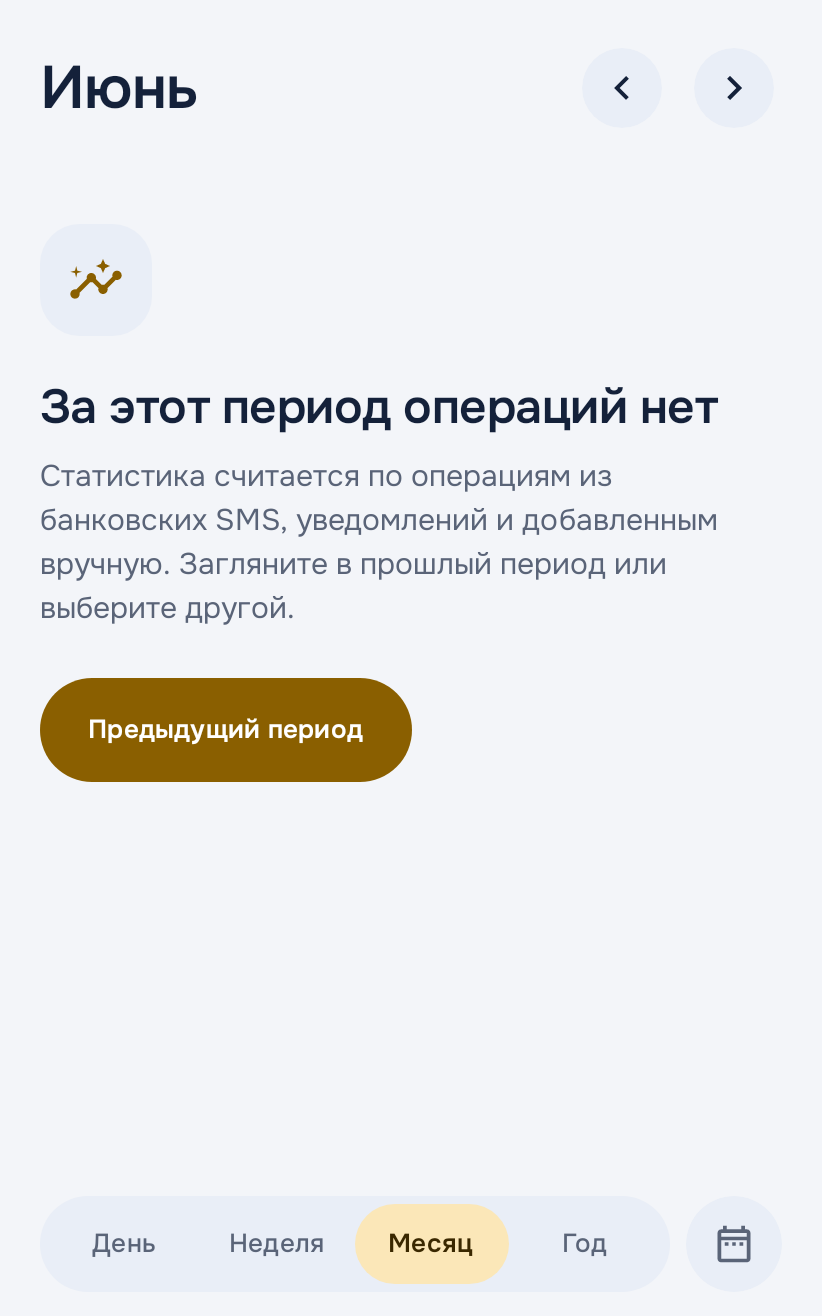 Июнь
За этот период операций нет
Статистика считается по операциям из
банковских SMS, уведомлений и добавленным
вручную. Загляните в прошлый период или
выберите другой.
Предыдущий период
День
Неделя
Месяц
Год